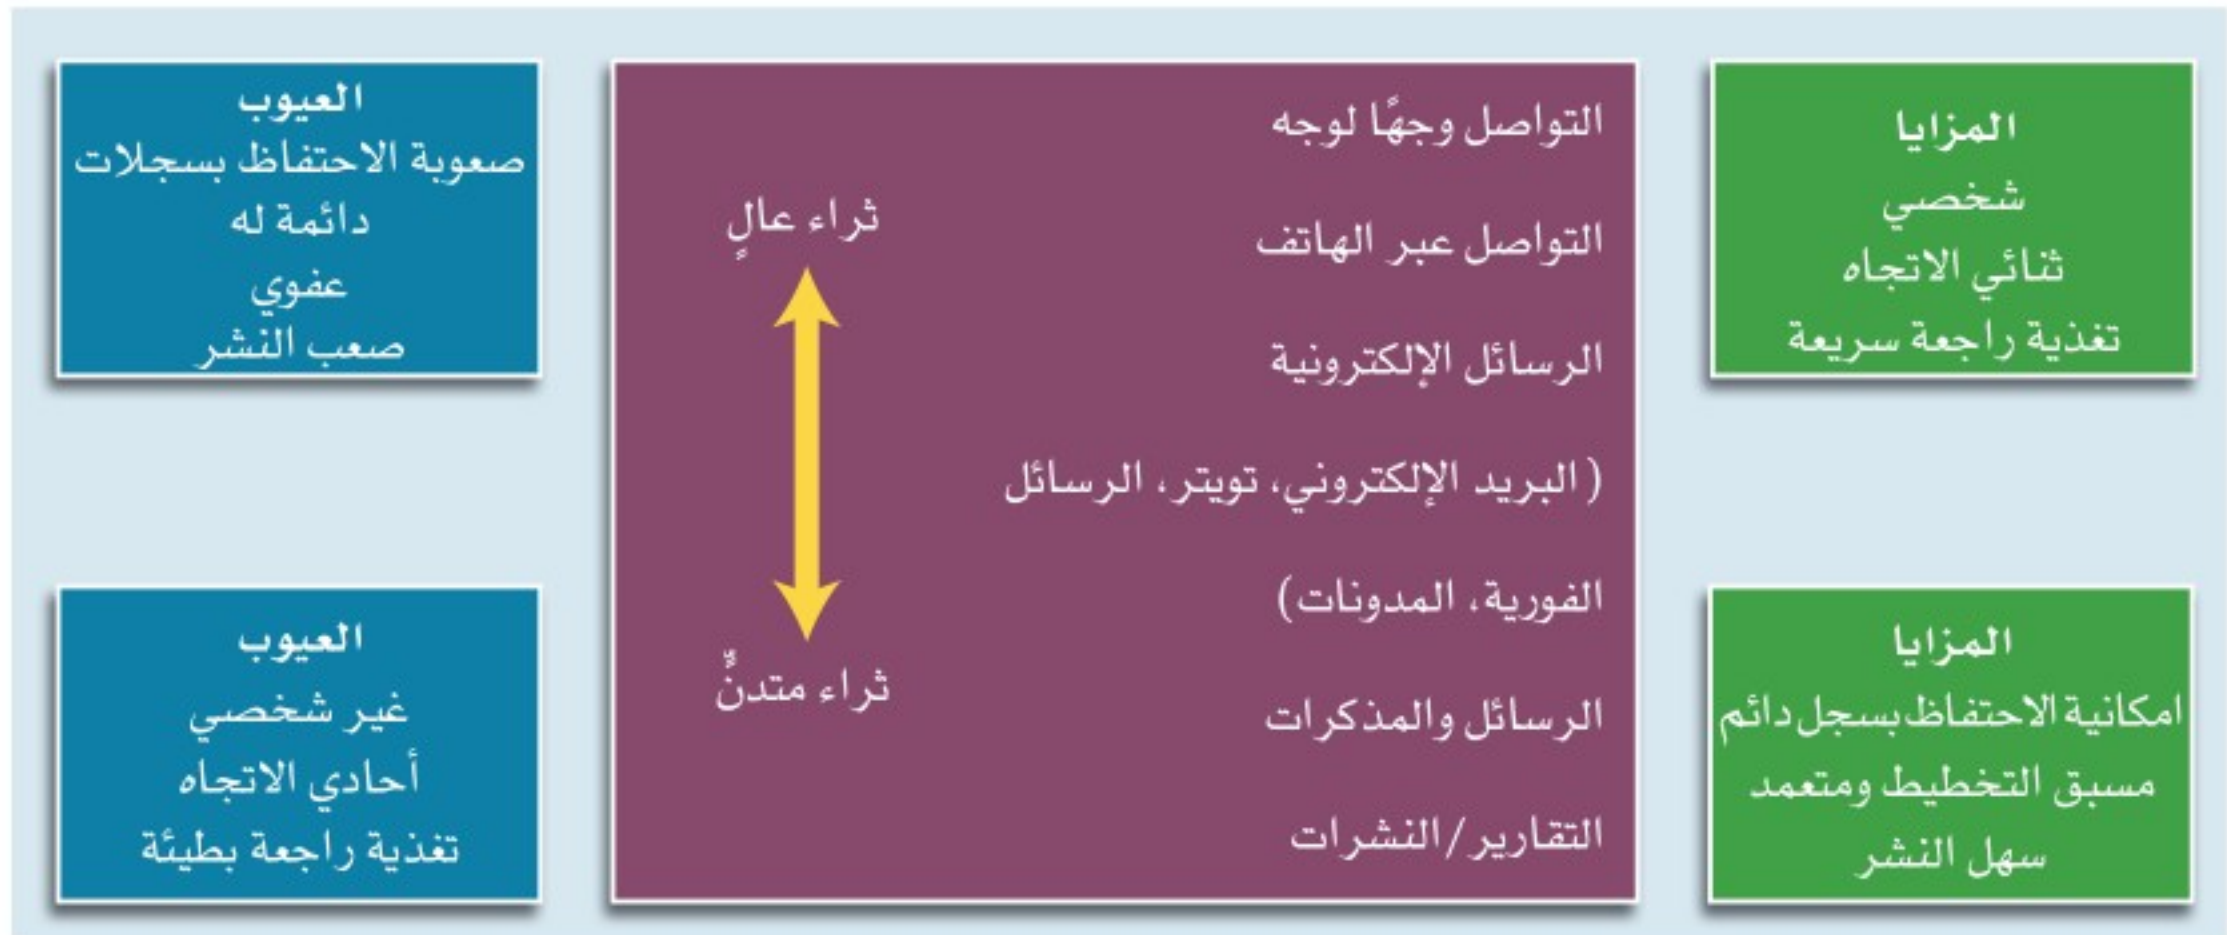 المزايا
شخصي
ثنائي الاتجاه
تغذية راجعة سريعة
التواصل وجهًا لوجه
التواصل عبر الهاتف
الرسائل الإلكترونية
( البريد الإلكتروني، تويتر، الرسائل
الفورية، المدونات)
الرسائل والمذكرات
التقارير/النشرات
ثراء عالٍ
ثراء متدنٍّ
العيوب
صعوبة الاحتفاظ بسجلات
دائمة له
عفوي
صعب النشر
المزايا
امكانية الاحتفاظ بسجل دائم
مسبق التخطيط ومتعمد
سهل النشر
العيوب
غير شخصي
أحادي الاتجاه
تغذية راجعة بطيئة